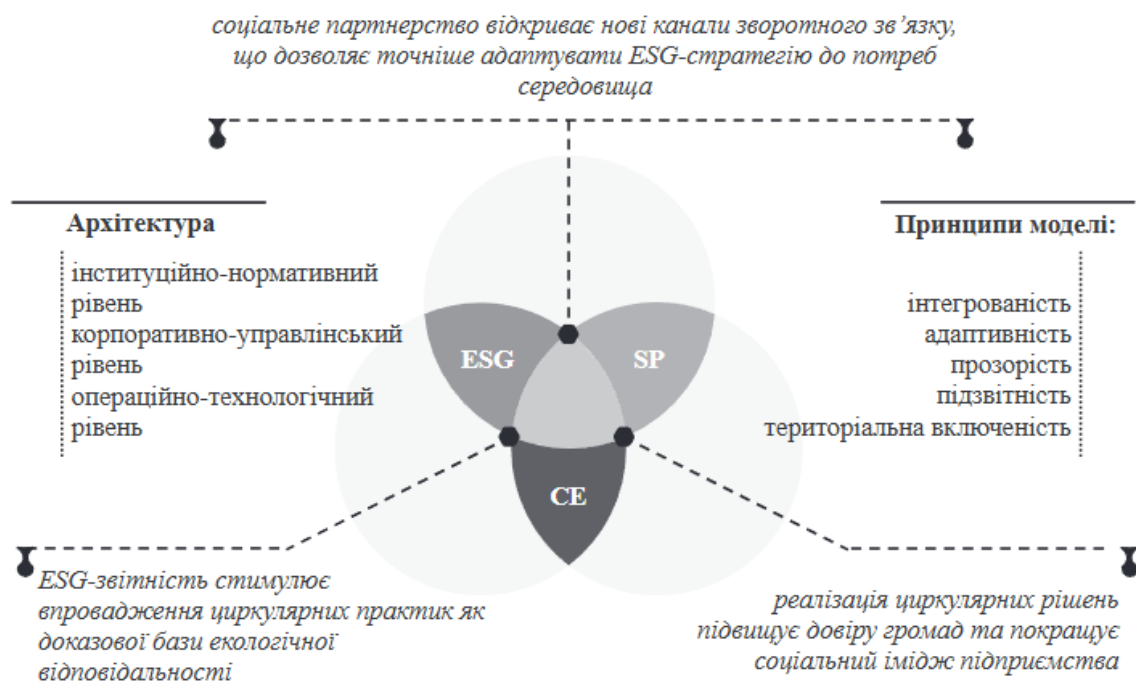 соціальне партнерство відкриває нові канали зворотного зв’язку,
що дозволяє точніше адаптувати ESG-стратегію до потреб
середовища
Архітектура
інституційно-нормативний
рівень
корпоративно-управлінський
рівень
операційно-технологічний
рівень
Принципи моделі:
інтегрованість
адаптивність
прозорість
підзвітність
територіальна включеність
ESG
SP
CE
ESG-звітність стимулює
впровадження циркулярних практик як
доказової бази екологічної
відповідальності
реалізація циркулярних рішень
підвищує довіру громад та покращує
соціальний імідж підприємства